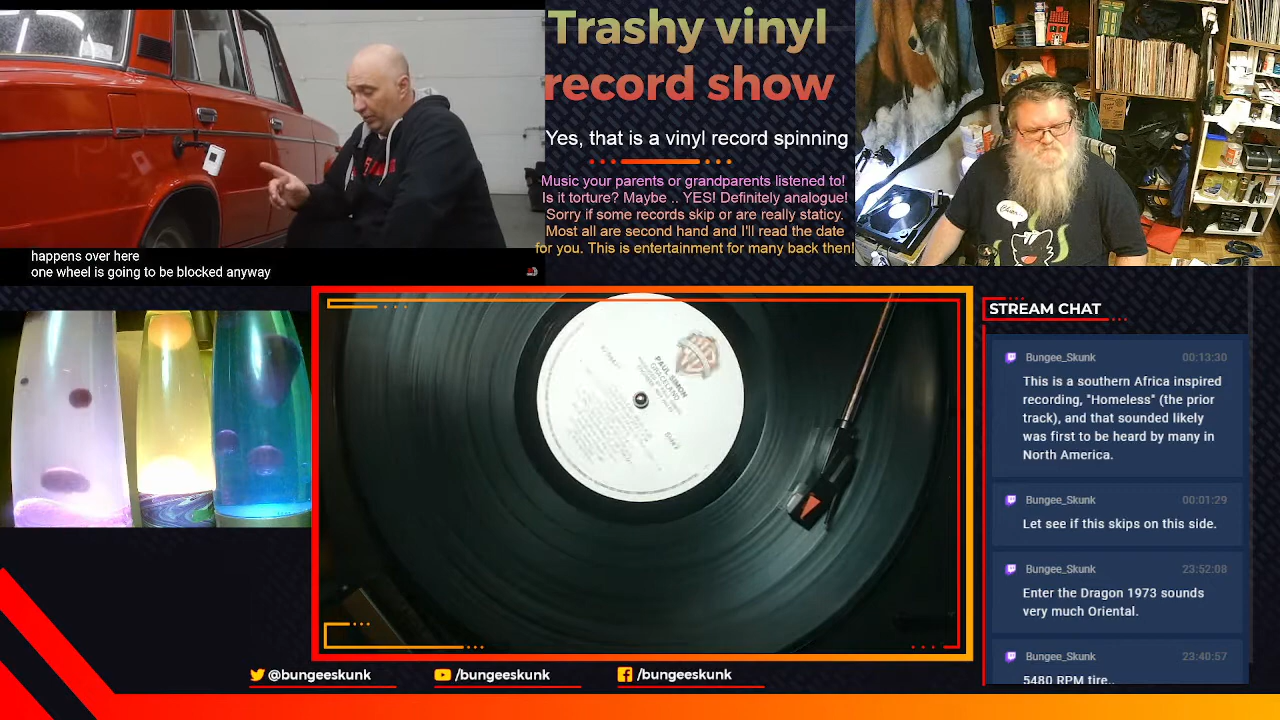 happens over here
one wheel is going to be blocked anyway
Trashy vinyl
record show
Yes, that is a vinyl record spinning
Music your parents or grandparents listened to!
Is it torture? Maybe .. YES! Definitely analogue!
Sorry if some records skip or are really staticy.
Most all are second hand and I'll read the date
for you. This is entertainment for many back then!
PAUL SIMON
GRACELAND
STREAM CHAT
Bungee_Skunk 00:13:30
This is a southern Africa inspired
recording, "Homeless" (the prior
track), and that sounded likely
was first to be heard by many in
North America.
Bungee_Skunk 00:01:29
Let see if this skips on this side.
Bungee_Skunk 23:52:08
Enter the Dragon 1973 sounds
very much Oriental.
Bungee_Skunk 23:40:57
5480 RPM tire..
@bungeeskunk
/bungeeskunk
/bungeeskunk